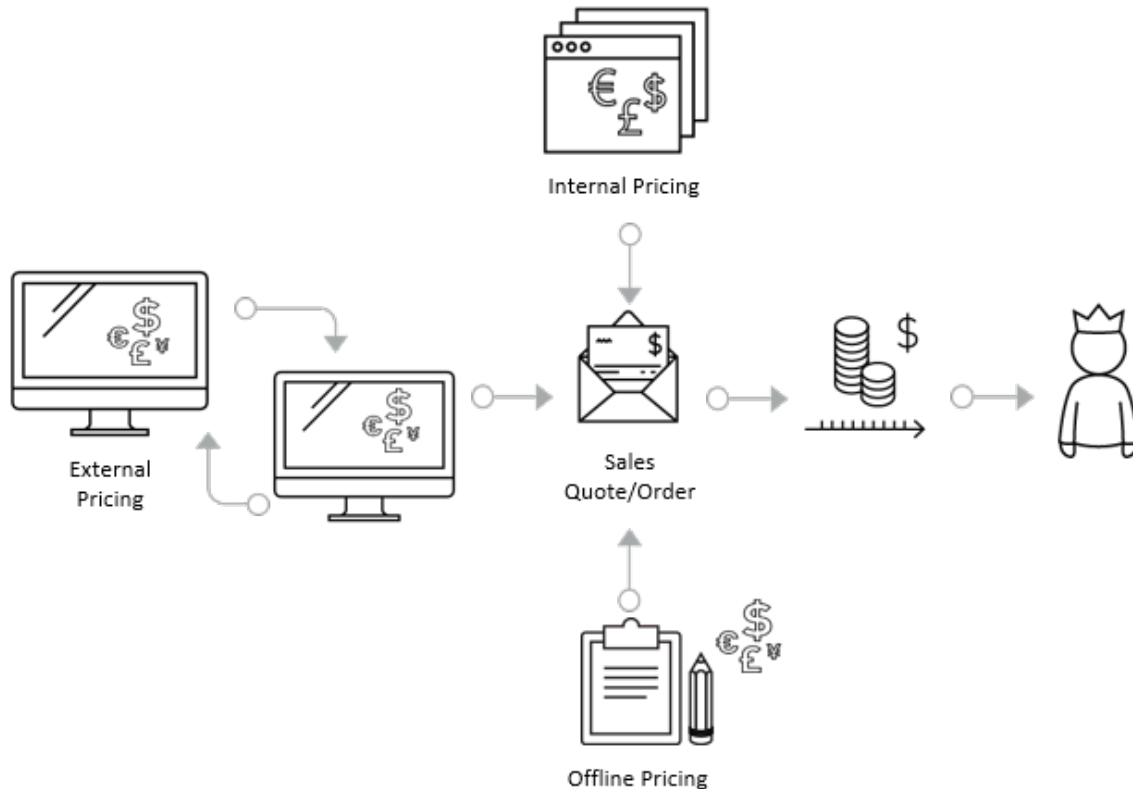 Internal Pricing
External
Pricing
Sales
Quote/Order
$
Offline Pricing